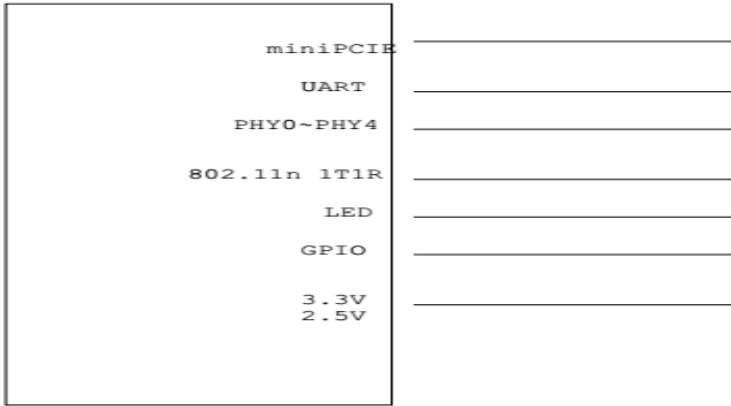 miniPCIE
UART
PHY0~PHY4
802.11n 1T1R
LED
GPIO
3.3V
2.5V